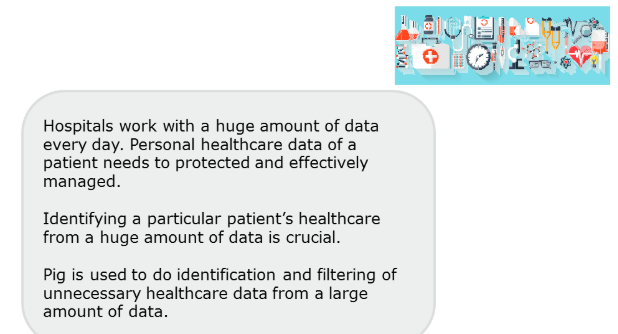 Hospitals work with a huge amount of data
every day. Personal healthcare data of a
patient needs to protected and effectively
managed.
Identifying a particular patient's healthcare
from a huge amount of data is crucial.
Pig is used to do identification and filtering of
unnecessary healthcare data from a large
amount of data.